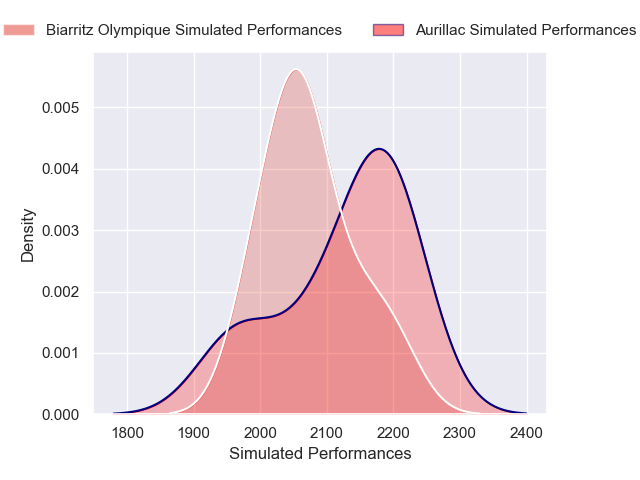 Biarritz Olympique Simulated Performances Aurillac Simulated Performances
0.005
0.004
0.003
0.002
0.001
0.000
Density
1800 1900 2000 2100 2200 2300 2400
Simulated Performances